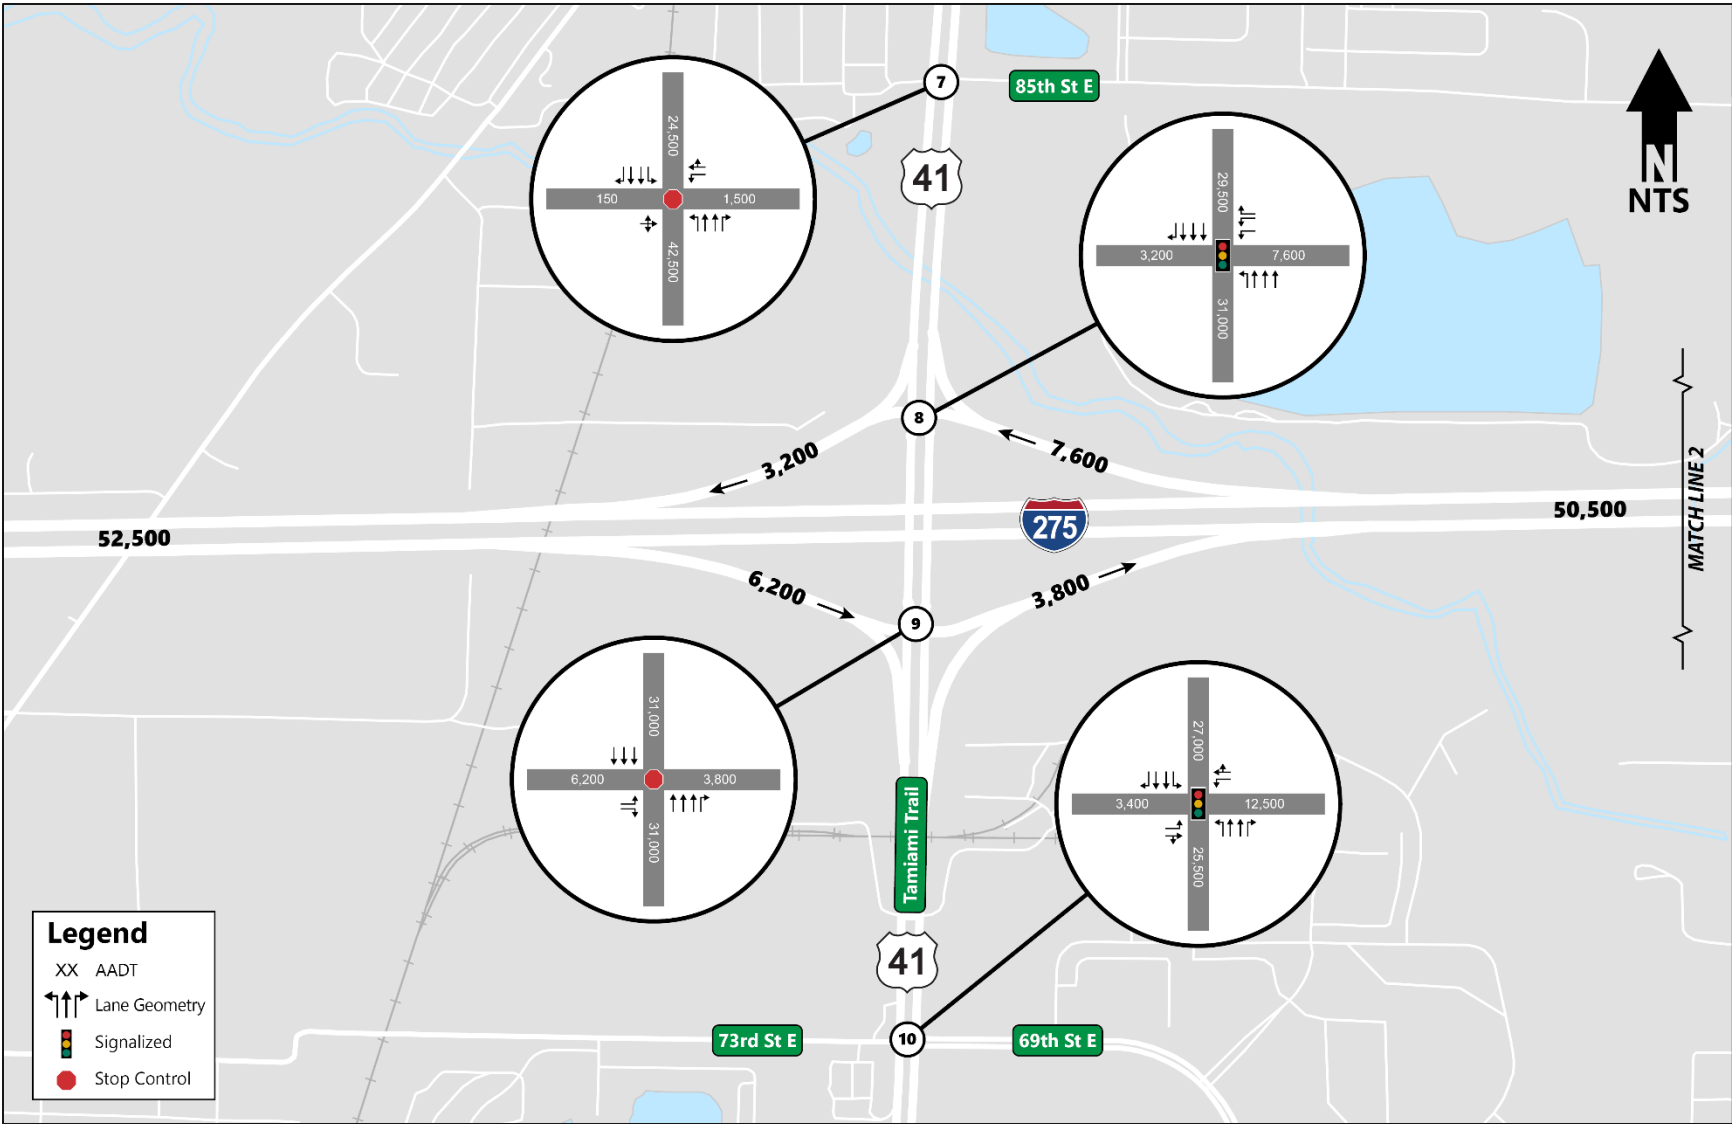 7
85th St E
N
NTS
41
24,500
150
1,500
42,500
29,500
3,200
7,600
31,000
8
3,200
7,600
52,500
275
50,500
MATCH LINE 2
6,200
3,800
9
31,000
6,200
3,800
31,000
27,000
3,400
12,500
25,500
Tamiami Trail
41
73rd St E
10
69th St E
Legend
XX AADT
Lane Geometry
Signalized
Stop Control